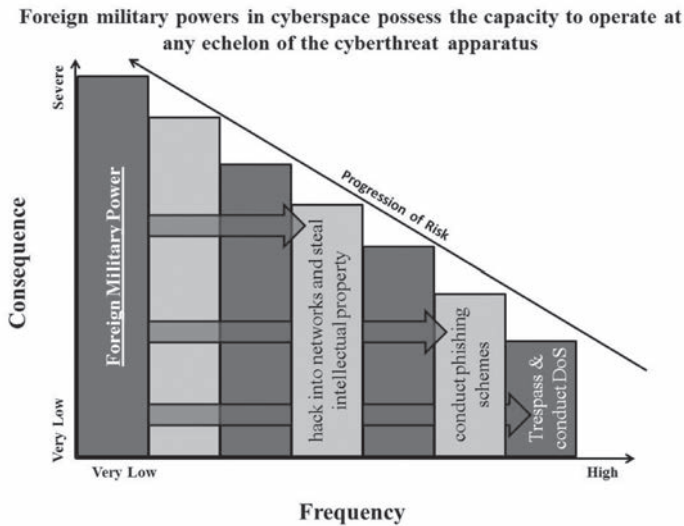 Foreign military powers in cyberspace possess the capacity to operate at
any echelon of the cyberthreat apparatus
Severe
Consequence
Very Low
Progression of Risk
Foreign Military Power
hack into networks and steal
intellectual property
conduct phishing
schemes
Trespass &
conduct DoS
Very Low
High
Frequency